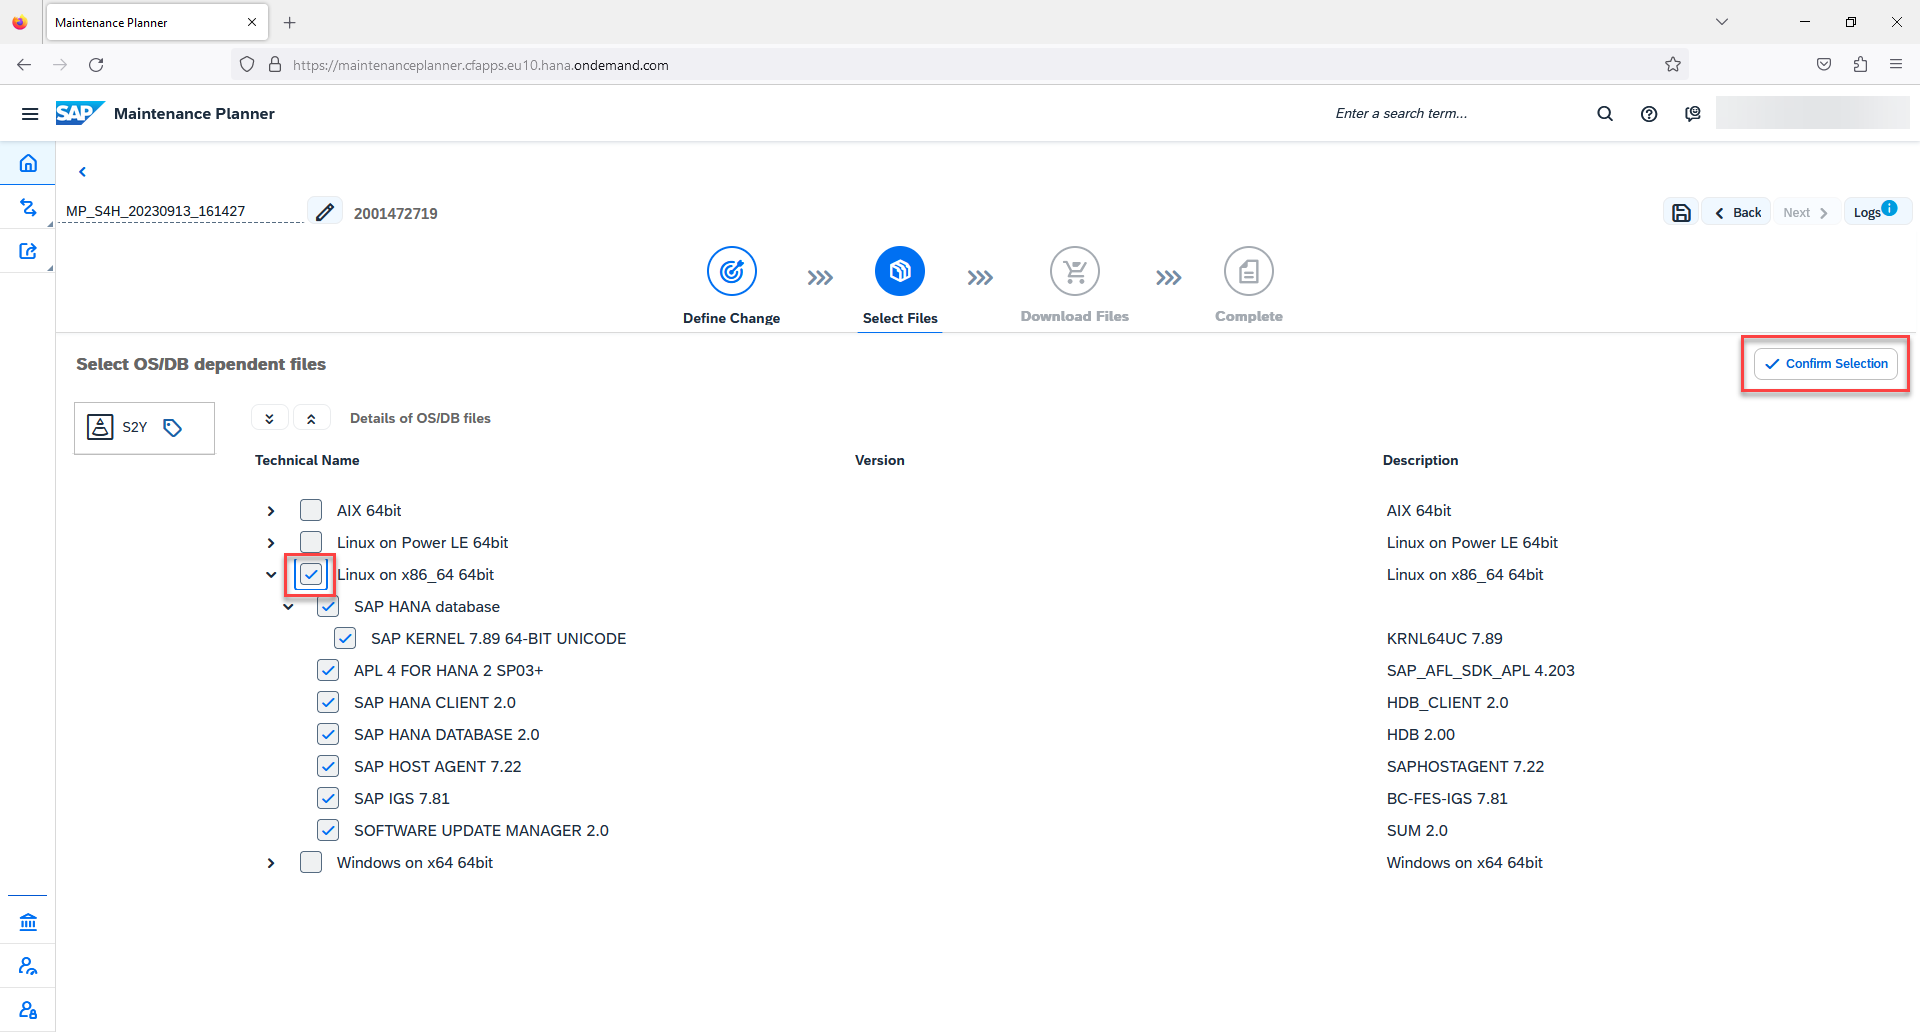 Maintenance Planner
https://maintenanceplanner.cfapps.eu10.hana.ondemand.com
SAP Maintenance Planner
Enter a search term...
MP_S4H_20230913_161427
2001472719
Back
Next
Logs
Define Change
Select Files
Download Files
Complete
Select OS/DB dependent files
Confirm Selection
S2Y
Details of OS/DB files
Technical Name Version Description
AIX 64bit AIX 64bit
Linux on Power LE 64bit Linux on Power LE 64bit
Linux on x86_64 64bit Linux on x86_64 64bit
SAP HANA database
SAP KERNEL 7.89 64-BIT UNICODE KRNL64UC 7.89
APL 4 FOR HANA 2 SP03+ SAP_AFL_SDK_APL 4.203
SAP HANA CLIENT 2.0 HDB_CLIENT 2.0
SAP HANA DATABASE 2.0 HDB 2.00
SAP HOST AGENT 7.22 SAPHOSTAGENT 7.22
SAP IGS 7.81 BC-FES-IGS 7.81
SOFTWARE UPDATE MANAGER 2.0 SUM 2.0
Windows on x64 64bit Windows on x64 64bit